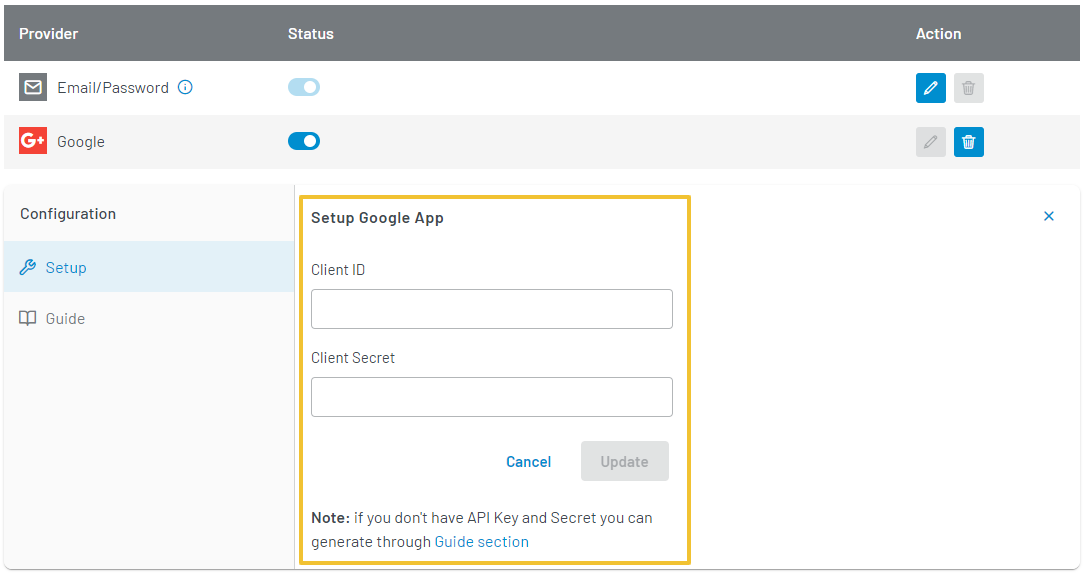 Provider Status Action
Email/Password
G+ Google
Configuration
Setup
Guide
Setup Google App
Client ID
Client Secret
Cancel Update
Note: if you don't have API Key and Secret you can
generate through Guide section